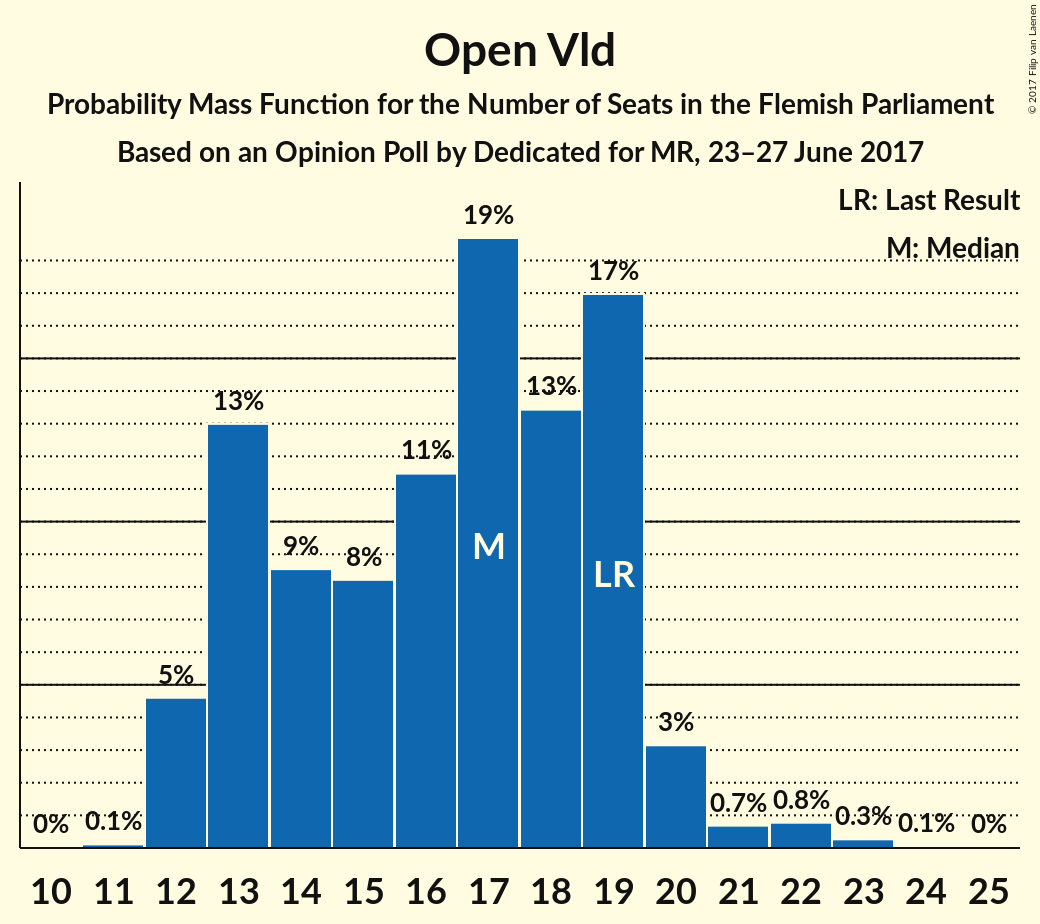 Open Vld
Probability Mass Function for the Number of Seats in the Flemish Parliament
Based on an Opinion Poll by Dedicated for MR, 23–27 June 2017
© 2017 Filip van Laenen
LR: Last Result
M: Median
0%
0.1%
5%
13%
9%
8%
11%
19%
13%
17%
3%
0.7%
0.8%
0.3%
0.1%
0%
M
LR
10 11 12 13 14 15 16 17 18 19 20 21 22 23 24 25